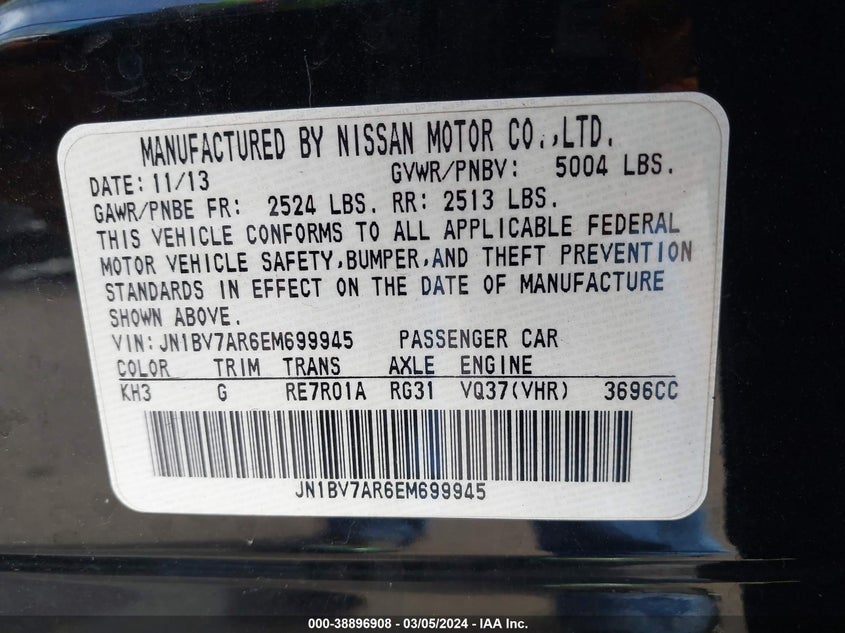 MANUFACTURED BY NISSAN MOTOR CO.,LTD.
DATE: 11/13 GVWR/PNBV: 5004 LBS.
GAWR/PNBE FR: 2524 LBS. RR: 2513 LBS.
THIS VEHICLE CONFORMS TO ALL APPLICABLE FEDERAL
MOTOR VEHICLE SAFETY,BUMPER,AND THEFT PREVENTION
STANDARDS IN EFFECT ON THE DATE OF MANUFACTURE
SHOWN ABOVE.
VIN:JN1BV7AR6EM699945 PASSENGER CAR
COLOR TRIM TRANS AXLE ENGINE
KH3 G RE7R01A RG31 VQ37(VHR) 3696CC
JN1BV7AR6EM699945
000-38896908 - 03/05/2024 - IAA Inc.